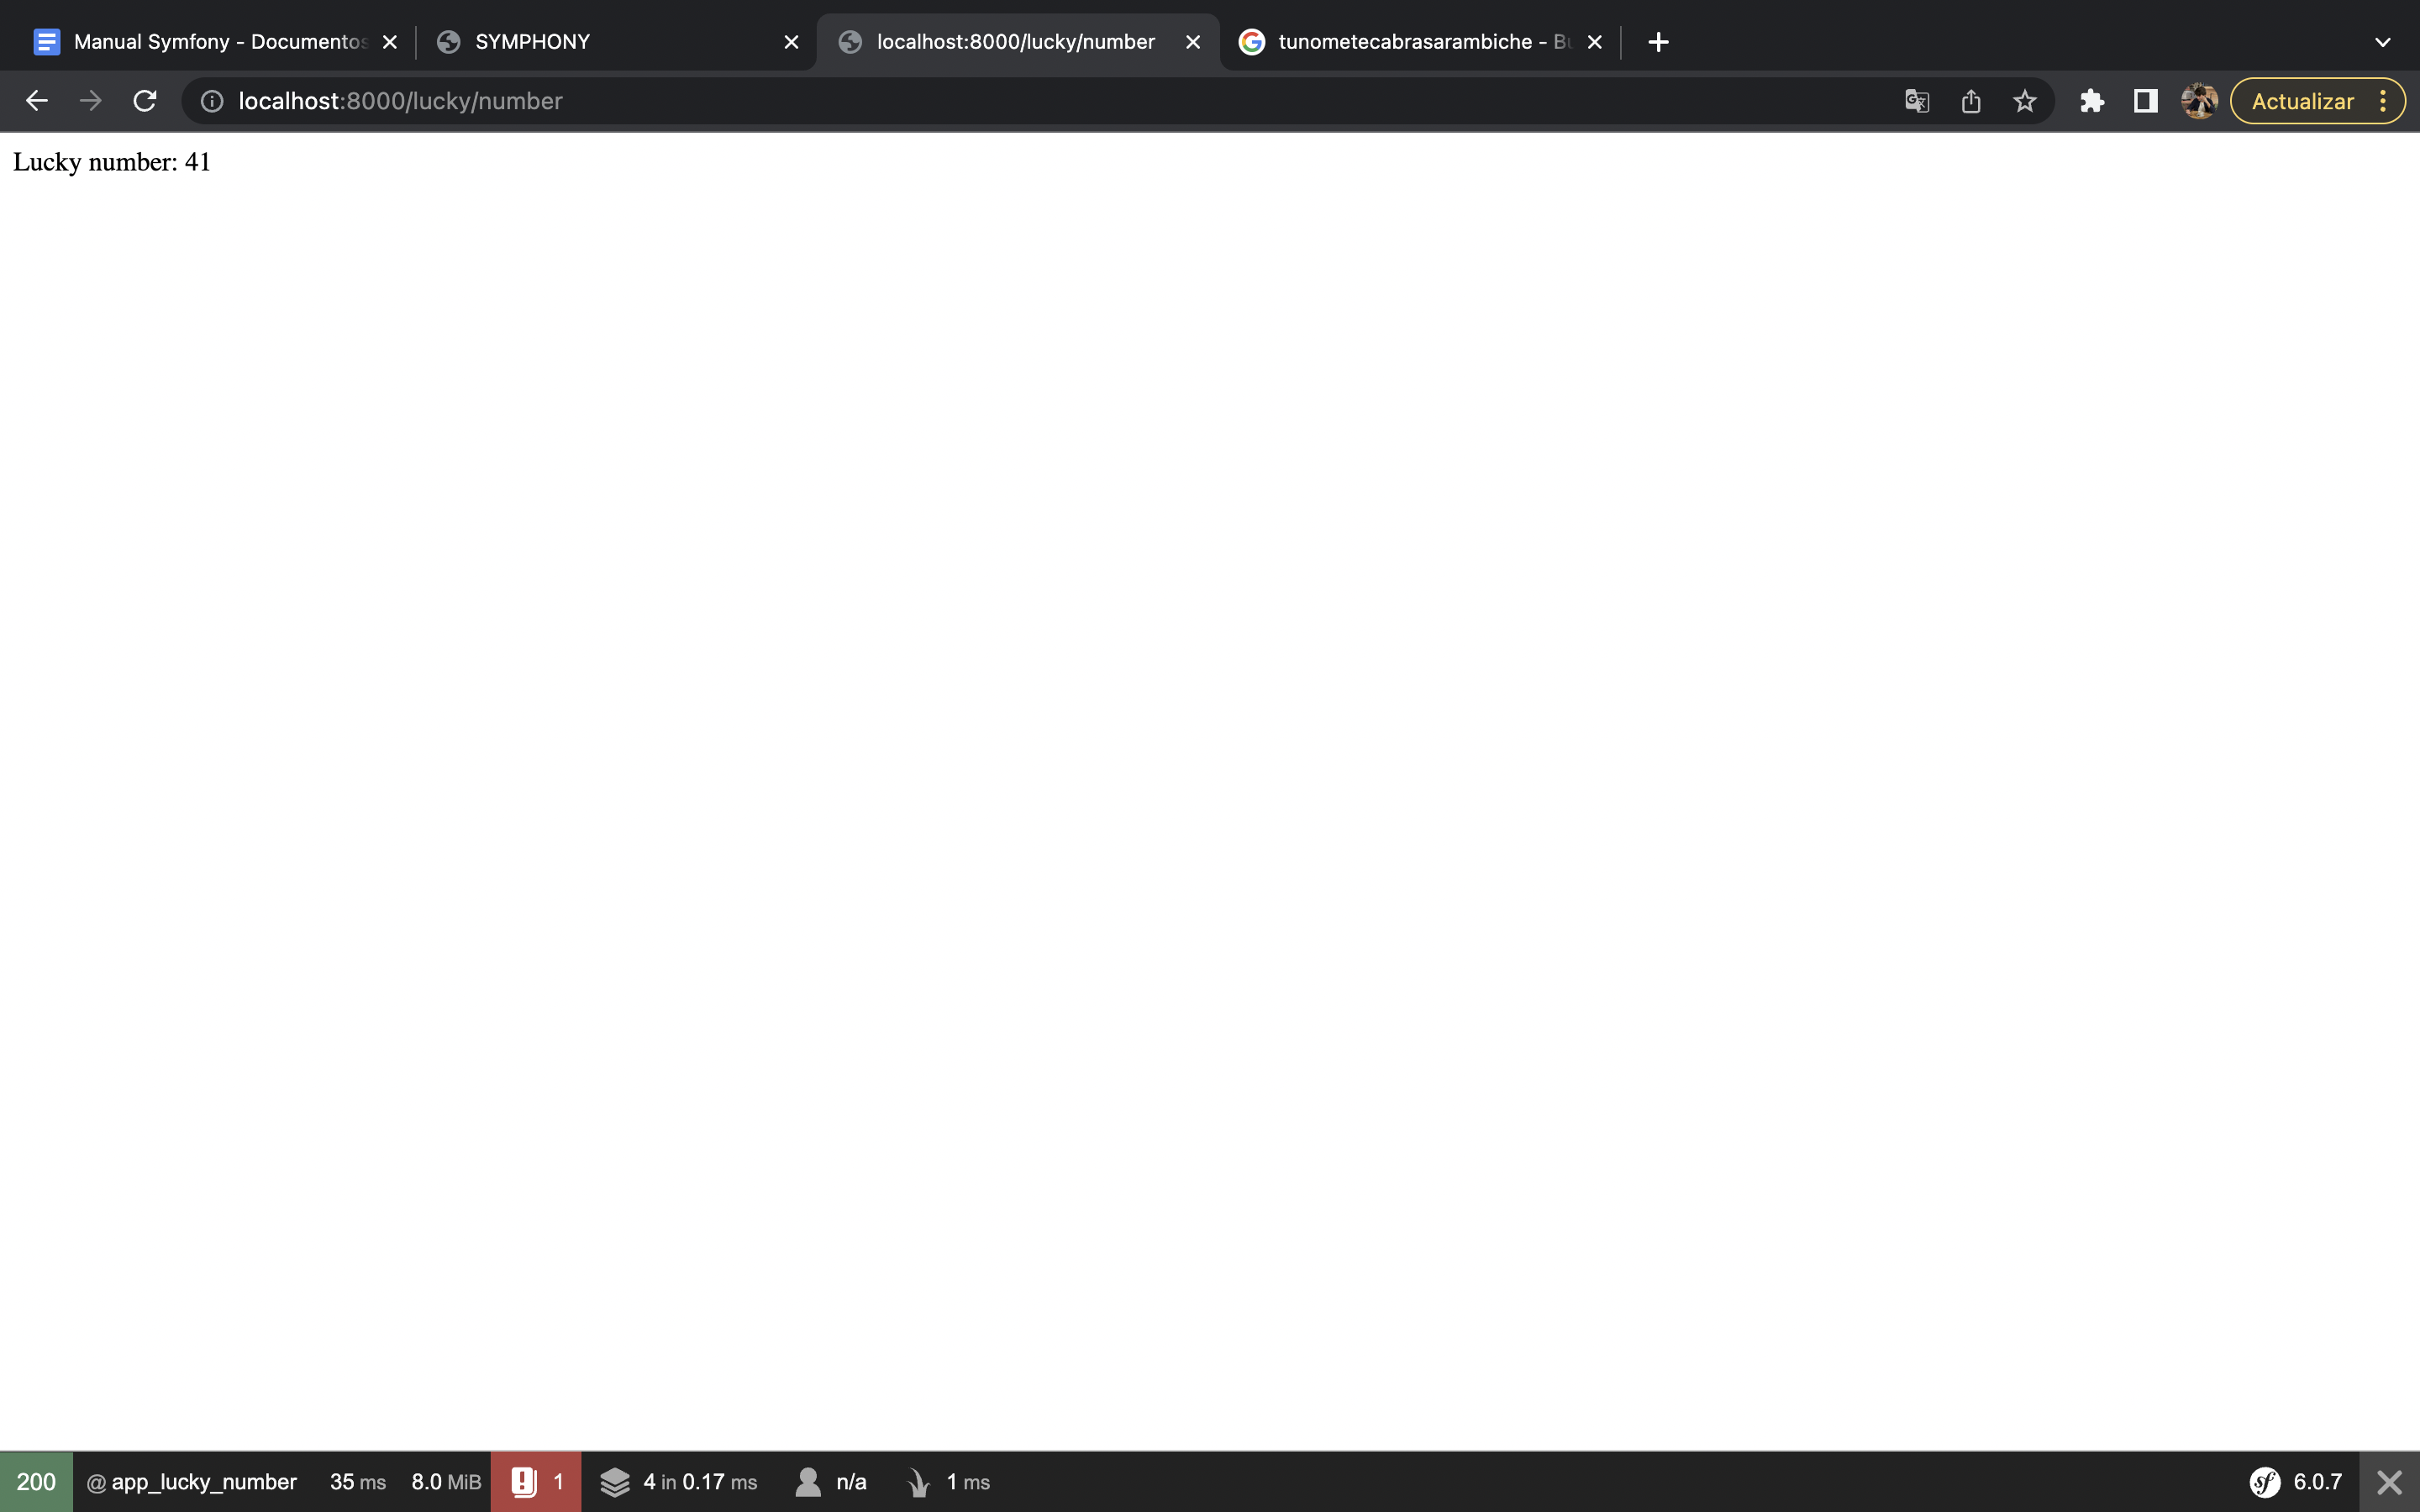 Manual Symfony - Documentos
SYMPHONY
localhost:8000/lucky/number
tunometecabrasarambiche - Bu
localhost:8000/lucky/number
Actualizar
Lucky number: 41
200 @ app_lucky_number 35 ms 8.0 MiB 1 4 in 0.17 ms n/a 1 ms sf 6.0.7